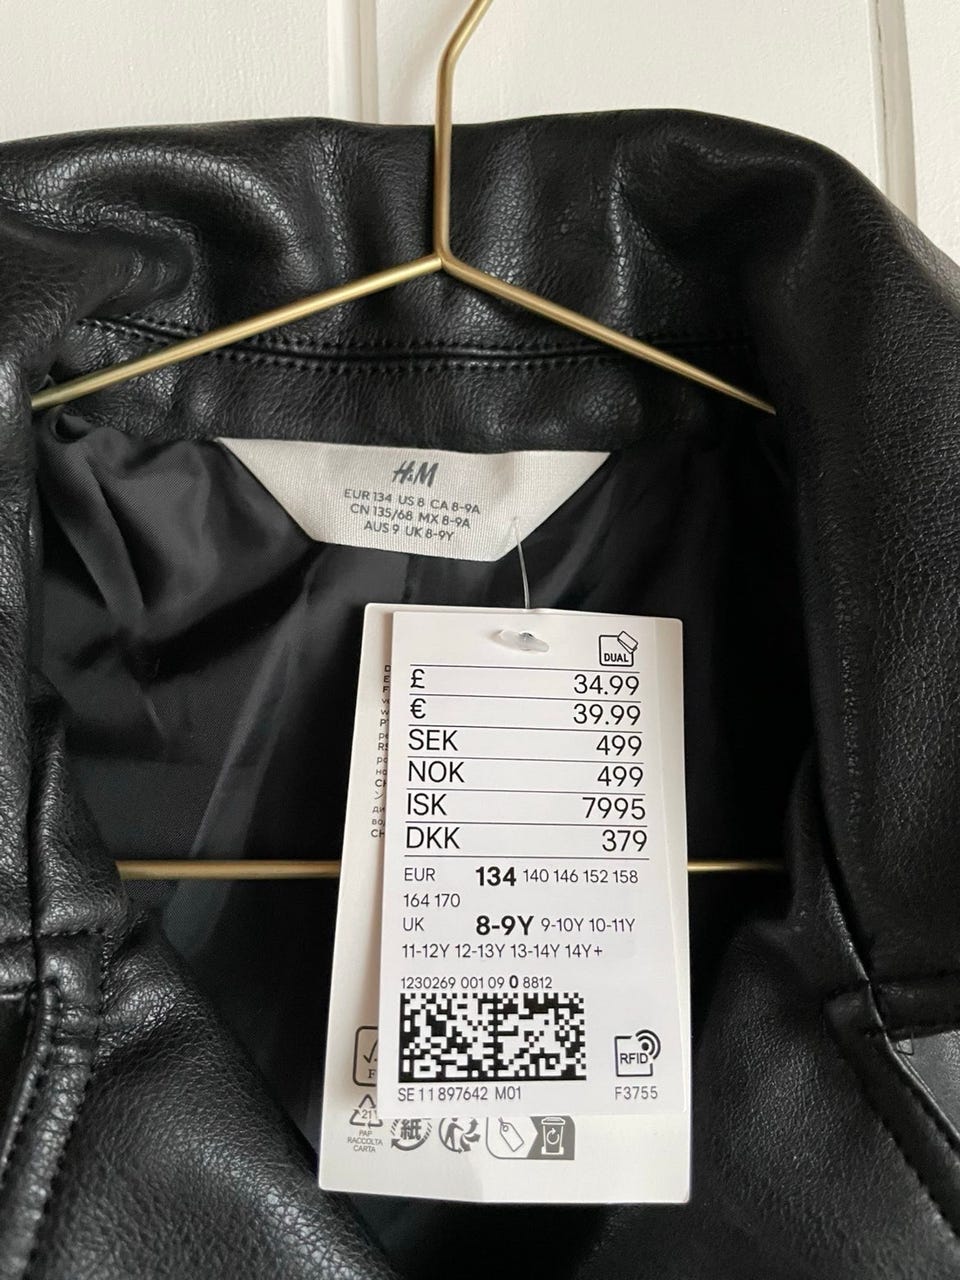 H&M
EUR 134 US 8 CA 8-9A
CN 135/68 MX 8-9A
AUS 9 UK 8-9Y
DUAL
£ 34.99
€ 39.99
SEK 499
NOK 499
ISK 7995
DKK 379
EUR 134 140 146 152 158
164 170
UK 8-9Y 9-10Y 10-11Y
11-12Y 12-13Y 13-14Y 14Y+
1230269 001 09 0 8812
RFID
SE11897642 M01 F3755
21
PAP
RACCOLTA
CARTA
紙